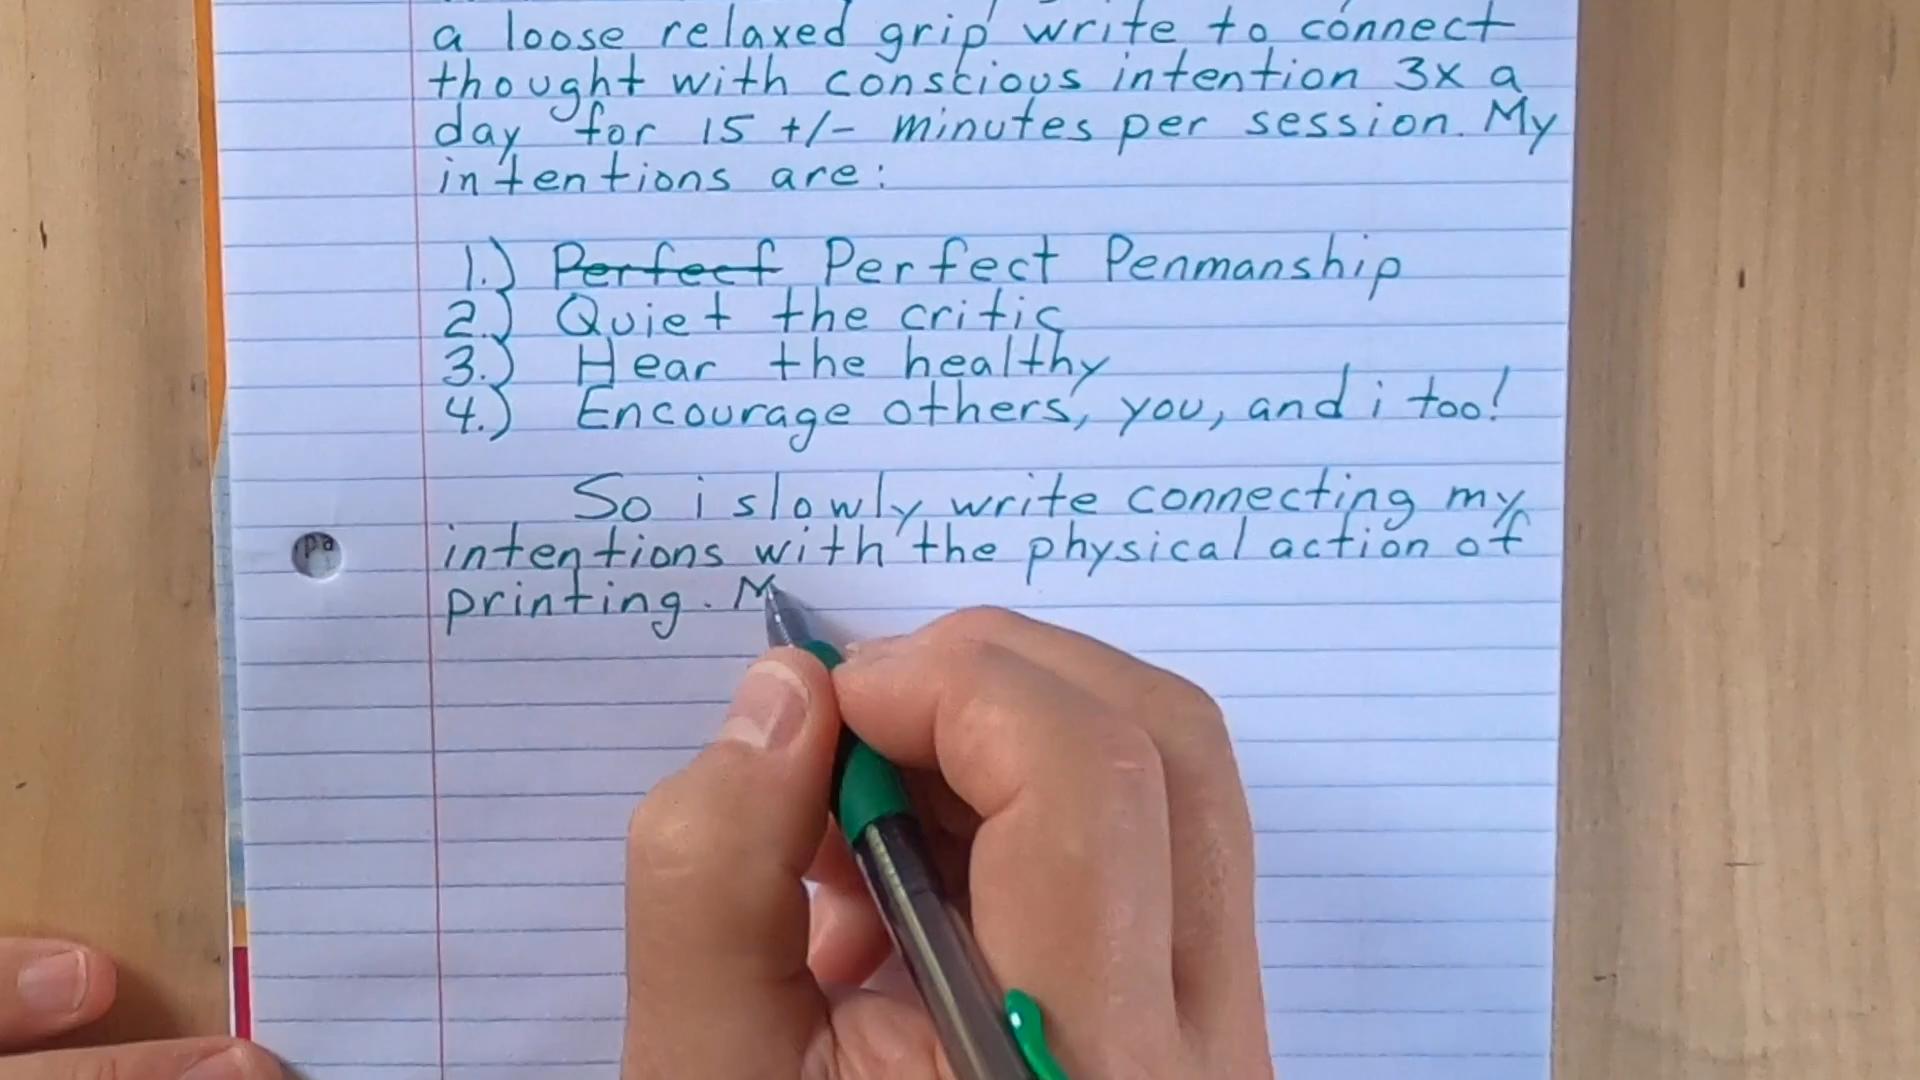 a loose relaxed grip write to connect
thought with conscious intention 3x a
day for 15 +/- minutes per session. My
intentions are:
1.) Perfect Perfect Penmanship
2.) Quiet the critic
3.) Hear the healthy
4.) Encourage others, you, and i too!
So i slowly write connecting my
intentions with the physical action of
printing. M
pa